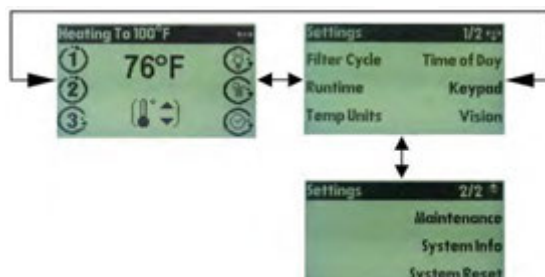 Heating To 100°F
1
76°F
2
3
Settings 1/2
Filter Cycle Time of Day
Runtime Keypad
Temp Units Vision
Settings 2/2
Maintenance
System Info
System Reset